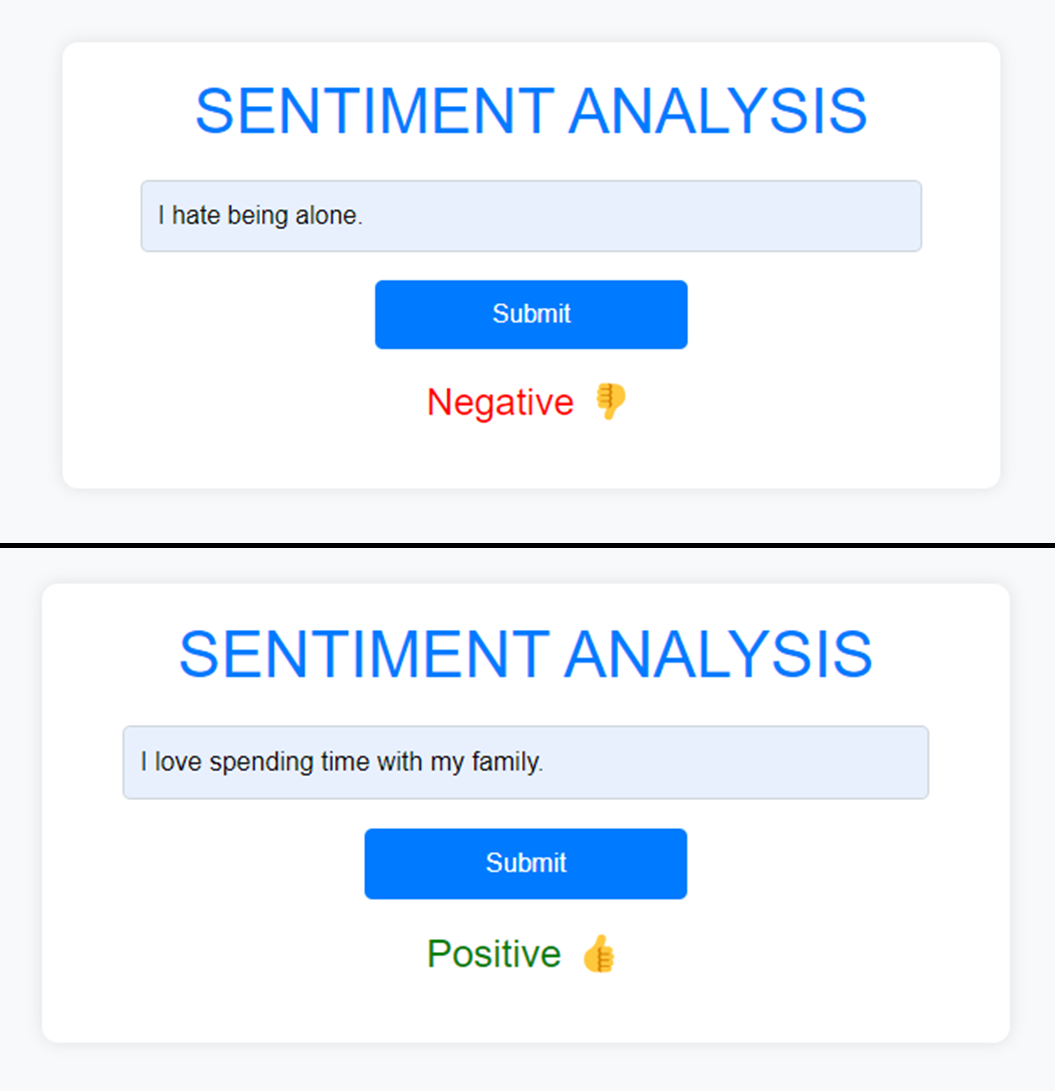 SENTIMENT ANALYSIS
I hate being alone.
Submit
Negative 👎
SENTIMENT ANALYSIS
I love spending time with my family.
Submit
Positive 👍